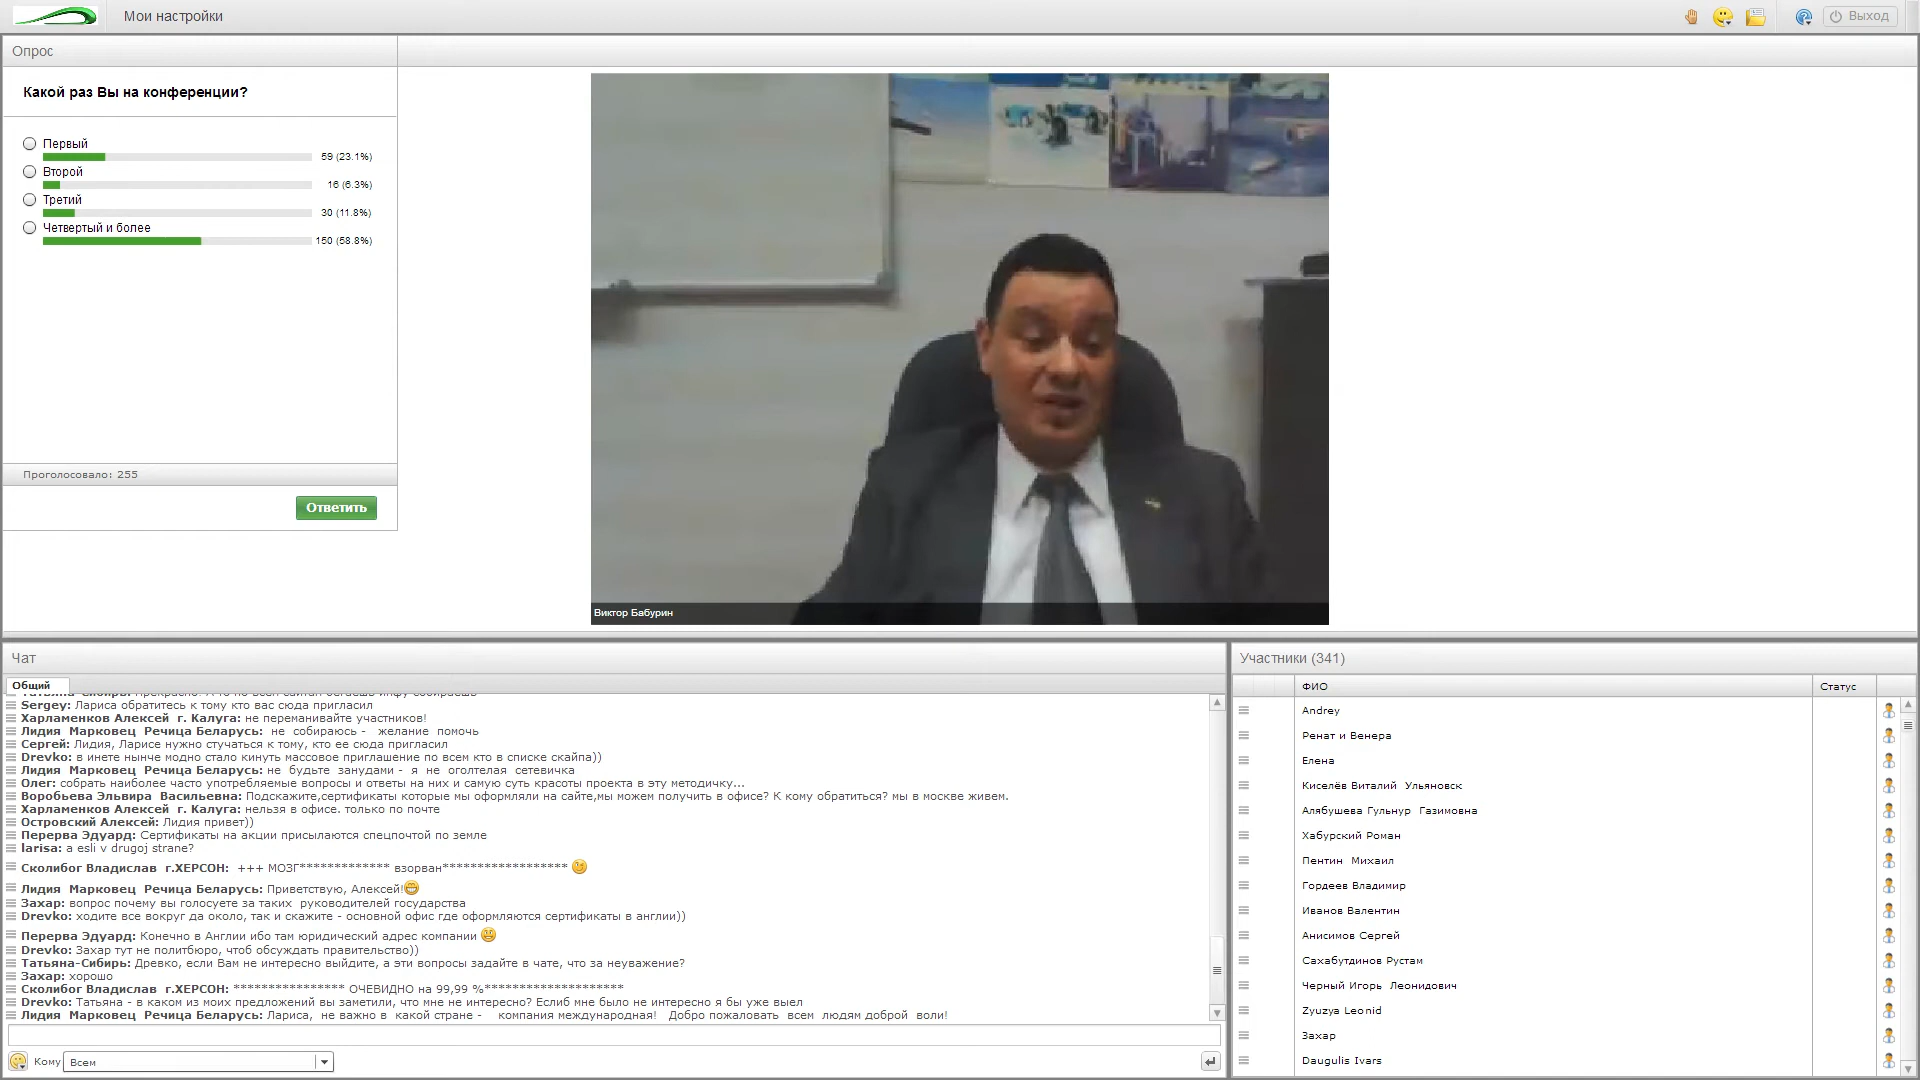 Мои настройки
Выход
Опрос
Какой раз Вы на конференции?
Первый
59 (23.1%)
Второй
16 (6.3%)
Третий
30 (11.8%)
Четвертый и более
150 (58.8%)
Проголосовало: 255
Ответить
Виктор Бабурин
Чат
Общий
Татьяна-Сибирь: Прекрасно! А то по всей сайтам бегаешь инфу собираешь
Sergey: Лариса обратитесь к тому кто вас сюда пригласил
Харламенков Алексей г. Калуга: не переманивайте участников!
Лидия Марковец Речица Беларусь: не собираюсь - желание помочь
Сергей: Лидия, Ларисе нужно стучаться к тому, кто ее сюда пригласил
Drevko: в инете нынче модно стало кинуть массовое приглашение по всем кто в списке скайпа))
Лидия Марковец Речица Беларусь: не будьте занудами - я не оголтелая сетевичка
Олег: собрать наиболее часто употребляемые вопросы и ответы на них и самую суть красоты проекта в эту методичку...
Воробьева Эльвира Васильевна: Подскажите,сертификаты которые мы оформляли на сайте,мы можем получить в офисе? К кому обратиться? мы в москве живем.
Харламенков Алексей г. Калуга: нельзя в офисе. только по почте
Островский Алексей: Лидия привет))
Перерва Эдуард: Сертификаты на акции присылаются спецпочтой по земле
larisa: a esli v drugoj strane?
Сколибог Владислав г.ХЕРСОН: +++ МОЗГ************* взорван******************
Лидия Марковец Речица Беларусь: Приветствую, Алексей!
Захар: вопрос почему вы голосуете за таких руководителей государства
Drevko: ходите все вокруг да около, так и скажите - основной офис где оформляются сертификаты в англии))
Перерва Эдуард: Конечно в Англии ибо там юридический адрес компании
Drevko: Захар тут не политбюро, чтоб обсуждать правительство))
Татьяна-Сибирь: Древко, если Вам не интересно выйдите, а эти вопросы задайте в чате, что за неуважение?
Захар: хорошо
Сколибог Владислав г.ХЕРСОН: **************** ОЧЕВИДНО на 99,99 %********************
Drevko: Татьяна - в каком из моих предложений вы заметили, что мне не интересно? Еслиб мне было не интересно я бы уже вышел
Лидия Марковец Речица Беларусь: Лариса, не важно в какой стране - компания международная! Добро пожаловать всем людям доброй воли!
Кому
Всем
Участники (341)
ФИО
Статус
Andrey
Ренат и Венера
Елена
Киселёв Виталий Ульяновск
Алябушева Гульнур Газимовна
Хабурский Роман
Пентин Михаил
Гордеев Владимир
Иванов Валентин
Анисимов Сергей
Сахабутдинов Рустам
Черный Игорь Леонидович
Zyuzya Leonid
Захар
Daugulis Ivars